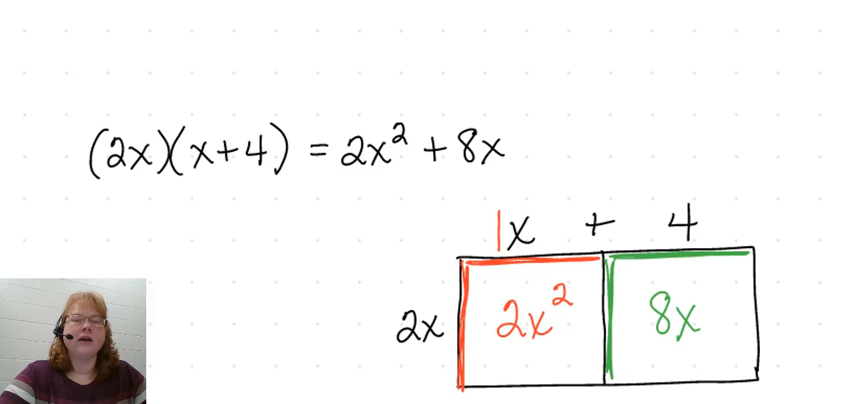 (2x)(x+4) = 2x² + 8x
1x + 4
2x 2x² 8x